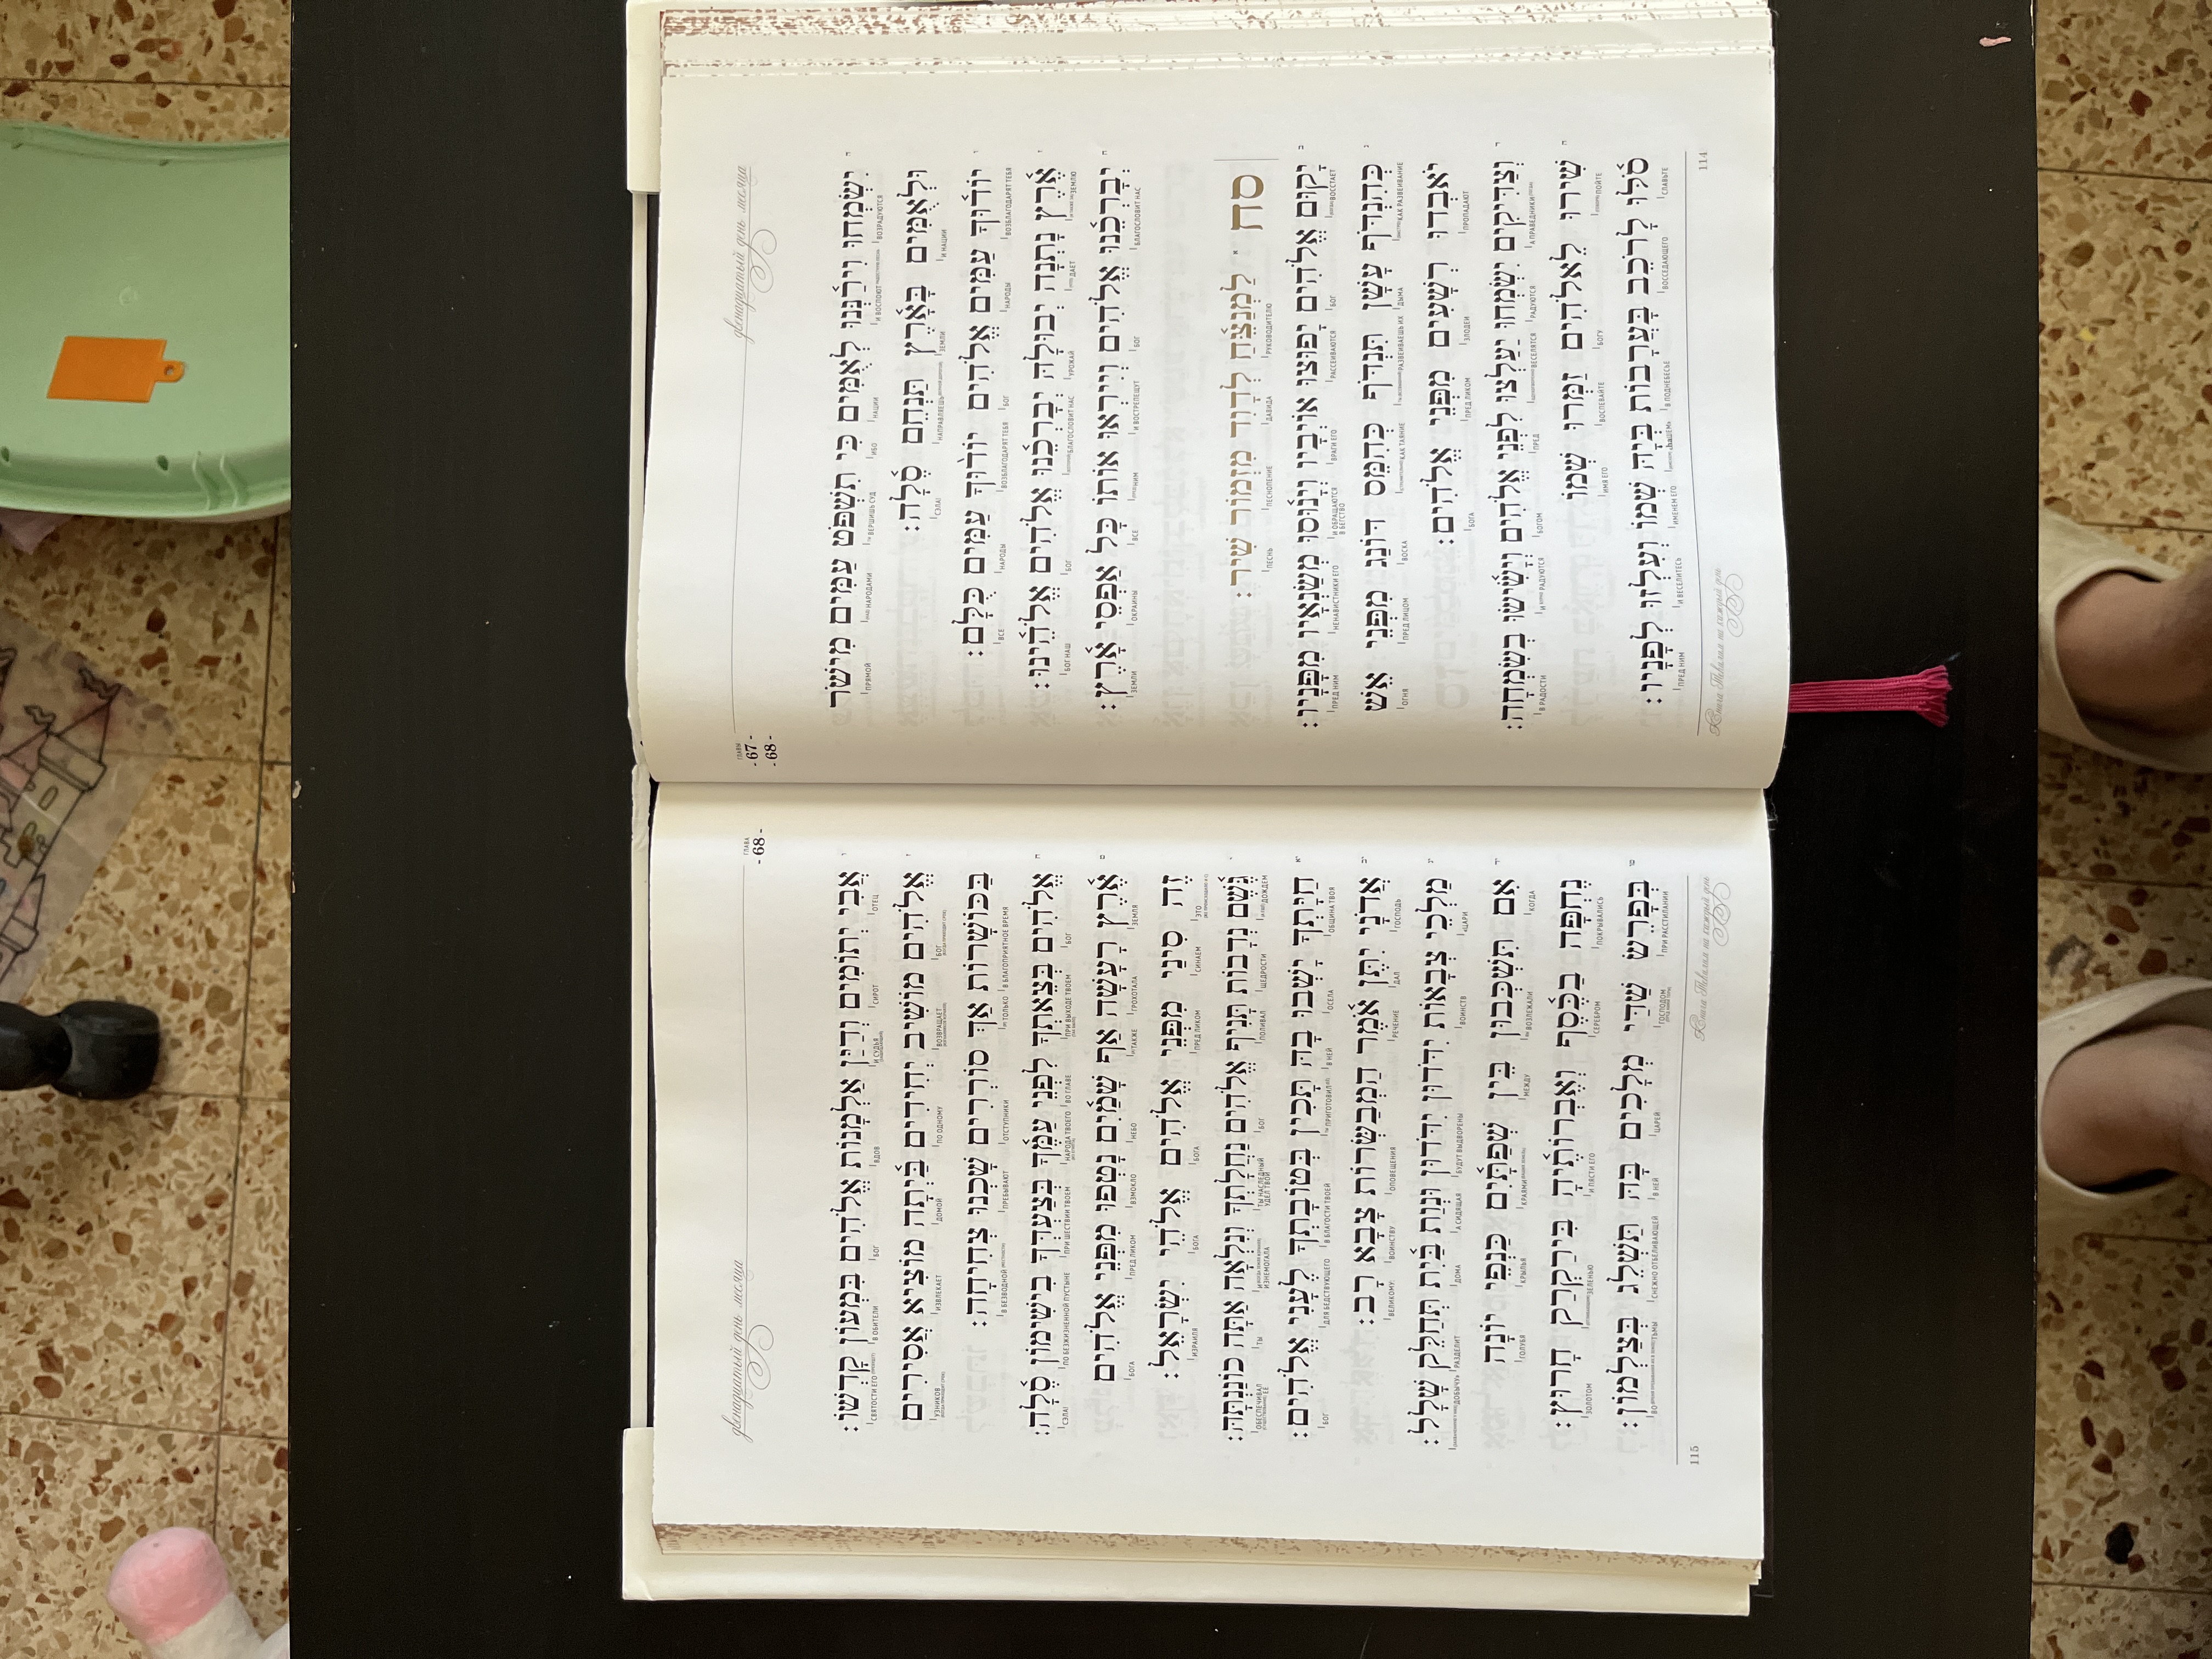 двенадцатый день месяца
ГЛАВЫ
- 67 -
- 68 -
יִשְׂמְחוּ וִירַנְּנוּ לְאֻמִּים כִּי תִשְׁפֹּט עַמִּים מִישֹׁר
ВОЗРАДУЮТСЯ И ВОСПОЮТ НАЦИИ ИБО ВЕРШИШЬ СУД НАРОДАМИ ПРЯМОЙ
וּלְאֻמִּים בָּאָרֶץ תַּנְחֵם סֶלָה:
И НАЦИИ ЗЕМЛИ НАПРАВЛЯЕШЬ СЭЛА!
יוֹדוּךָ עַמִּים אֱלֹהִים יוֹדוּךָ עַמִּים כֻּלָּם:
ВОЗБЛАГОДАРЯТ ТЕБЯ НАРОДЫ БОГ ВОЗБЛАГОДАРЯТ ТЕБЯ НАРОДЫ ВСЕ
אֶרֶץ נָתְנָה יְבוּלָהּ יְבָרְכֵנוּ אֱלֹהִים אֱלֹהֵינוּ:
ЗЕМЛЮ ДАЕТ УРОЖАЙ БЛАГОСЛОВИТ НАС БОГ БОГ НАШ
יְבָרְכֵנוּ אֱלֹהִים וְיִירְאוּ אוֹתוֹ כָּל אַפְסֵי אָרֶץ:
БЛАГОСЛОВИТ НАС БОГ И ВОСТРЕПЕЩУТ НИМ ВСЕ ОКРАИНЫ ЗЕМЛИ
סח א לַמְנַצֵּחַ לְדָוִד מִזְמוֹר שִׁיר:
РУКОВОДИТЕЛЮ ДАВИДА ПЕСНОПЕНИЕ ПЕСНЬ
ב יָקוּם אֱלֹהִים יָפוּצוּ אוֹיְבָיו וְיָנוּסוּ מְשַׂנְאָיו מִפָּנָיו:
ВОССТАЕТ БОГ РАССЕИВАЮТСЯ ВРАГИ ЕГО И ОБРАЩАЮТСЯ В БЕГСТВО НЕНАВИСТНИКИ ЕГО ПРЕД НИМ
ג כְּהִנְדֹּף עָשָׁן תִּנְדֹּף כְּהִמֵּס דּוֹנַג מִפְּנֵי אֵשׁ
КАК РАЗВЕИВАНИЕ ДЫМА РАЗВЕИВАЕШЬ ИХ КАК ТАЯНИЕ ВОСКА ПРЕД ЛИЦОМ ОГНЯ
יֹאבְדוּ רְשָׁעִים מִפְּנֵי אֱלֹהִים:
ПРОПАДАЮТ ЗЛОДЕИ ПРЕД ЛИКОМ БОГА
ד וְצַדִּיקִים יִשְׂמְחוּ יַעַלְצוּ לִפְנֵי אֱלֹהִים וְיָשִׂישׂוּ בְשִׂמְחָה:
А ПРАВЕДНИКИ РАДУЮТСЯ ВЕСЕЛЯТСЯ ПРЕД БОГОМ И РАДУЮТСЯ В РАДОСТИ
ה שִׁירוּ לֵאלֹהִים זַמְּרוּ שְׁמוֹ
ПОЙТЕ БОГУ ВОСПЕВАЙТЕ ИМЯ ЕГО
סֹלּוּ לָרֹכֵב בָּעֲרָבוֹת בְּיָהּ שְׁמוֹ וְעִלְזוּ לְפָנָיו:
СЛАВЬТЕ ВОССЕДАЮЩЕГО В ПОДНЕБЕСЬЕ «hАШЕМ» ИМЕНЕМ ЕГО И ВЕСЕЛИТЕСЬ ПРЕД НИМ
114
Книга Теhилим на каждый день
двенадцатый день месяца
ГЛАВА
- 68 -
אֲבִי יְתוֹמִים וְדַיַּן אַלְמָנוֹת אֱלֹהִים בִּמְעוֹן קָדְשׁוֹ:
ОТЕЦ СИРОТ И СУДЬЯ ВДОВ БОГ В ОБИТЕЛИ СВЯТОСТИ ЕГО
אֱלֹהִים מוֹשִׁיב יְחִידִים בַּיְתָה מוֹצִיא אֲסִירִים
БОГ ВОЗВРАЩАЕТ ПО ОДНОМУ ДОМОЙ ИЗВЛЕКАЕТ УЗНИКОВ
בַּכּוֹשָׁרוֹת אַךְ סוֹרְרִים שָׁכְנוּ צְחִיחָה:
В БЛАГОПРИЯТНОЕ ВРЕМЯ ТОЛЬКО ОТСТУПНИКИ ПРЕБЫВАЮТ В БЕЗВОДНОЙ
ח אֱלֹהִים בְּצֵאתְךָ לִפְנֵי עַמֶּךָ בְּצַעְדְּךָ בִישִׁימוֹן סֶלָה:
БОГ ПРИ ВЫХОДЕ ТВОЕМ ВО ГЛАВЕ НАРОДА ТВОЕГО ПРИ ШЕСТВИИ ТВОЕМ ПО БЕЗЖИЗНЕННОЙ ПУСТЫНЕ СЭЛА!
ט אֶרֶץ רָעָשָׁה אַף שָׁמַיִם נָטְפוּ מִפְּנֵי אֱלֹהִים
ЗЕМЛЯ ГРОХОТАЛА ТАКЖЕ НЕБО ВЗМОКЛО ПРЕД ЛИКОМ БОГА
זֶה סִינַי מִפְּנֵי אֱלֹהִים אֱלֹהֵי יִשְׂרָאֵל:
ЭТО СИНАЕМ ПРЕД ЛИКОМ БОГА БОГА ИЗРАИЛЯ
י גֶּשֶׁם נְדָבוֹת תָּנִיף אֱלֹהִים נַחֲלָתְךָ וְנִלְאָה אַתָּה כוֹנַנְתָּהּ:
ДОЖДЕМ ЩЕДРОСТИ ПОЛИВАЛ БОГ ТЫ НАСЛЕДНЫЙ УДЕЛ ТВОЙ ИЗНЕМОГАЛА ТЫ ОБЕСПЕЧИВАЛ ЕЕ
יא חַיָּתְךָ יָשְׁבוּ בָהּ תָּכִין בְּטוֹבָתְךָ לֶעָנִי אֱלֹהִים:
ОБЩИНА ТВОЯ ОСЕЛА В НЕЙ ПРИГОТОВИЛ В БЛАГОСТИ ТВОЕЙ ДЛЯ БЕДСТВУЮЩЕГО БОГ
יב אֲדֹנָי יִתֶּן אֹמֶר הַמְבַשְּׂרוֹת צָבָא רָב:
ГОСПОДЬ ДАЛ РЕЧЕНИЕ ОПОВЕЩЕНИЯ ВОИНСТВУ ВЕЛИКОМУ:
יג מַלְכֵי צְבָאוֹת יִדֹּדוּן יִדֹּדוּן וּנְוַת בַּיִת תְּחַלֵּק שָׁלָל:
«ЦАРИ ВОИНСТВ БУДУТ ВЫДВОРЕНЫ А СИДЯЩАЯ ДОМА РАЗДЕЛИТ ДОБЫЧУ»
יד אִם תִּשְׁכְּבוּן בֵּין שְׁפַתָּיִם כַּנְפֵי יוֹנָה
КОГДА ВОЗЛЕЖАЛИ МЕЖДУ КРАЯМИ КРЫЛЬЯ ГОЛУБЯ
נֶחְפָּה בַכֶּסֶף וְאֶבְרוֹתֶיהָ בִּירַקְרַק חָרוּץ:
ПОКРЫВАЛИСЬ СЕРЕБРОМ И ПЯСТИ ЕГО ЗЕЛЕНЬЮ ЗОЛОТОМ
טו בְּפָרֵשׂ שַׁדַּי מְלָכִים בָּהּ תַּשְׁלֵג בְּצַלְמוֹן:
ПРИ РАССТИЛАНИИ ГОСПОДОМ ЦАРЕЙ В НЕЙ СНЕЖНО ОТБЕЛИВАЮЩЕЙ ТЬМЫ
115
Книга Теhилим на каждый день